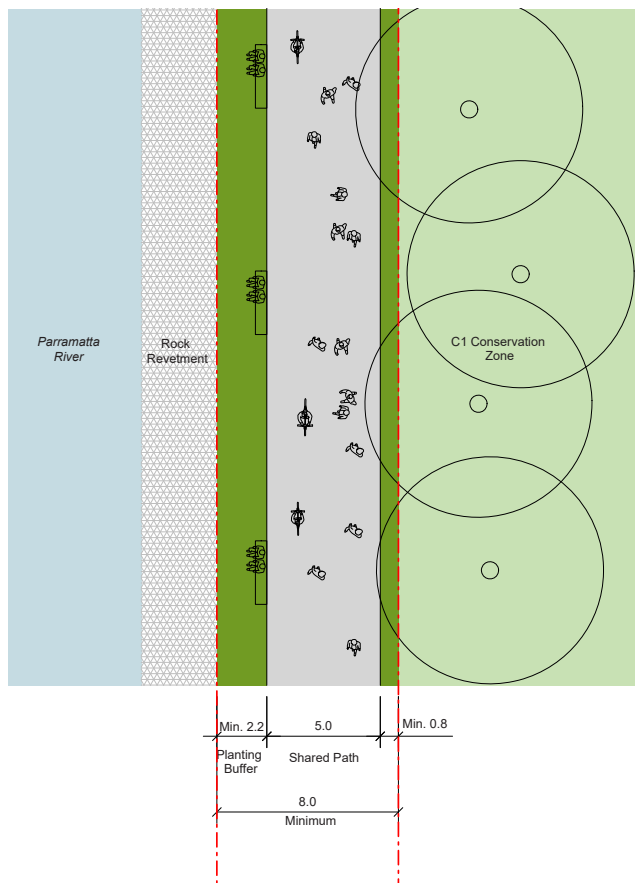 Parramatta
River
Rock
Revetment
C1 Conservation
Zone
Min. 2.2
5.0
Min. 0.8
Planting
Buffer
Shared Path
8.0
Minimum